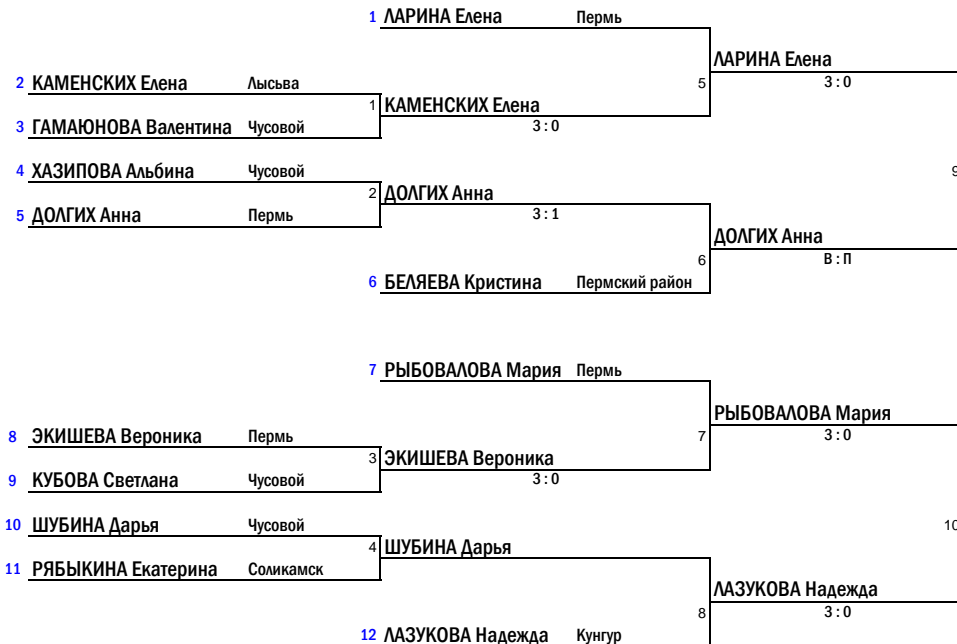 1 ЛАРИНА Елена Пермь
ЛАРИНА Елена
2 КАМЕНСКИХ Елена Лысьва 5 3 : 0
1 КАМЕНСКИХ Елена
3 ГАМАЮНОВА Валентина Чусовой 3 : 0
4 ХАЗИПОВА Альбина Чусовой 9
2 ДОЛГИХ Анна
5 ДОЛГИХ Анна Пермь 3 : 1
ДОЛГИХ Анна
6 В : П
6 БЕЛЯЕВА Кристина Пермский район
7 РЫБОВАЛОВА Мария Пермь
РЫБОВАЛОВА Мария
8 ЭКИШЕВА Вероника Пермь 7 3 : 0
3 ЭКИШЕВА Вероника
9 КУБОВА Светлана Чусовой 3 : 0
10 ШУБИНА Дарья Чусовой 10
4 ШУБИНА Дарья
11 РЯБЫКИНА Екатерина Соликамск
ЛАЗУКОВА Надежда
8 3 : 0
12 ЛАЗУКОВА Надежда Кунгур